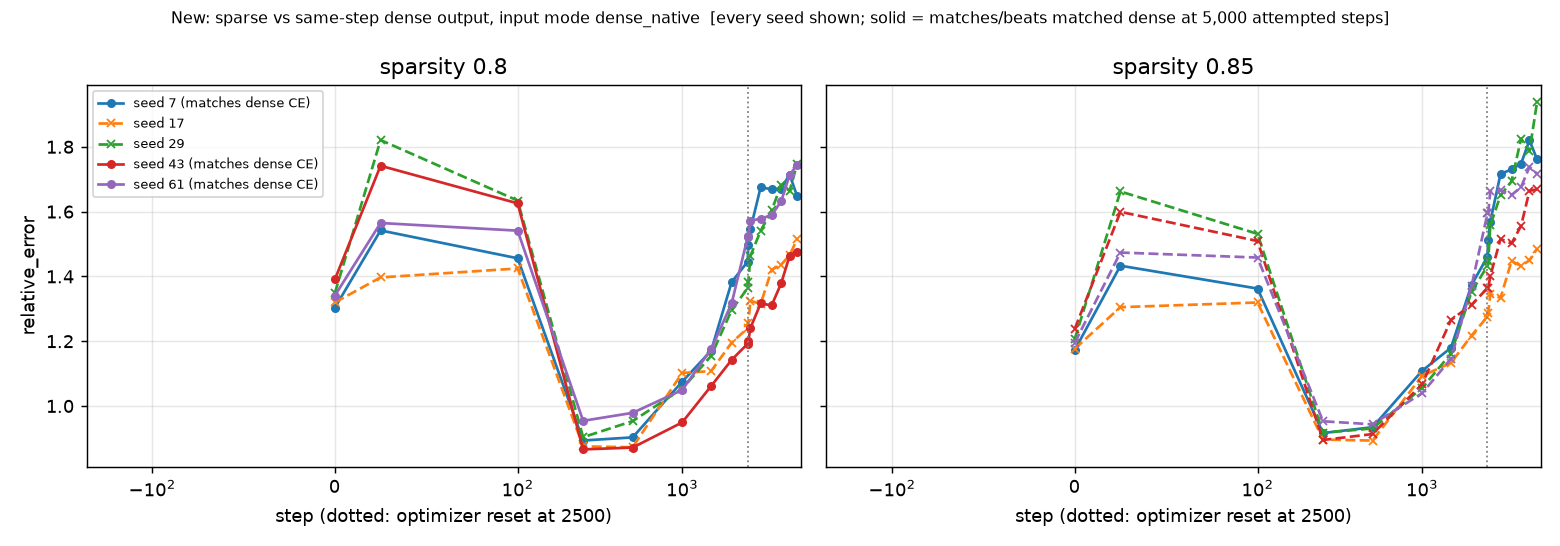 New: sparse vs same-step dense output, input mode dense_native  [every seed shown; solid = matches/beats matched dense at 5,000 attempted steps]
sparsity 0.8
sparsity 0.85
seed 7 (matches dense CE)
seed 17
seed 29
seed 43 (matches dense CE)
seed 61 (matches dense CE)
relative_error
1.8
1.6
1.4
1.2
1.0
−10²
0
10²
10³
−10²
0
10²
10³
step (dotted: optimizer reset at 2500)
step (dotted: optimizer reset at 2500)